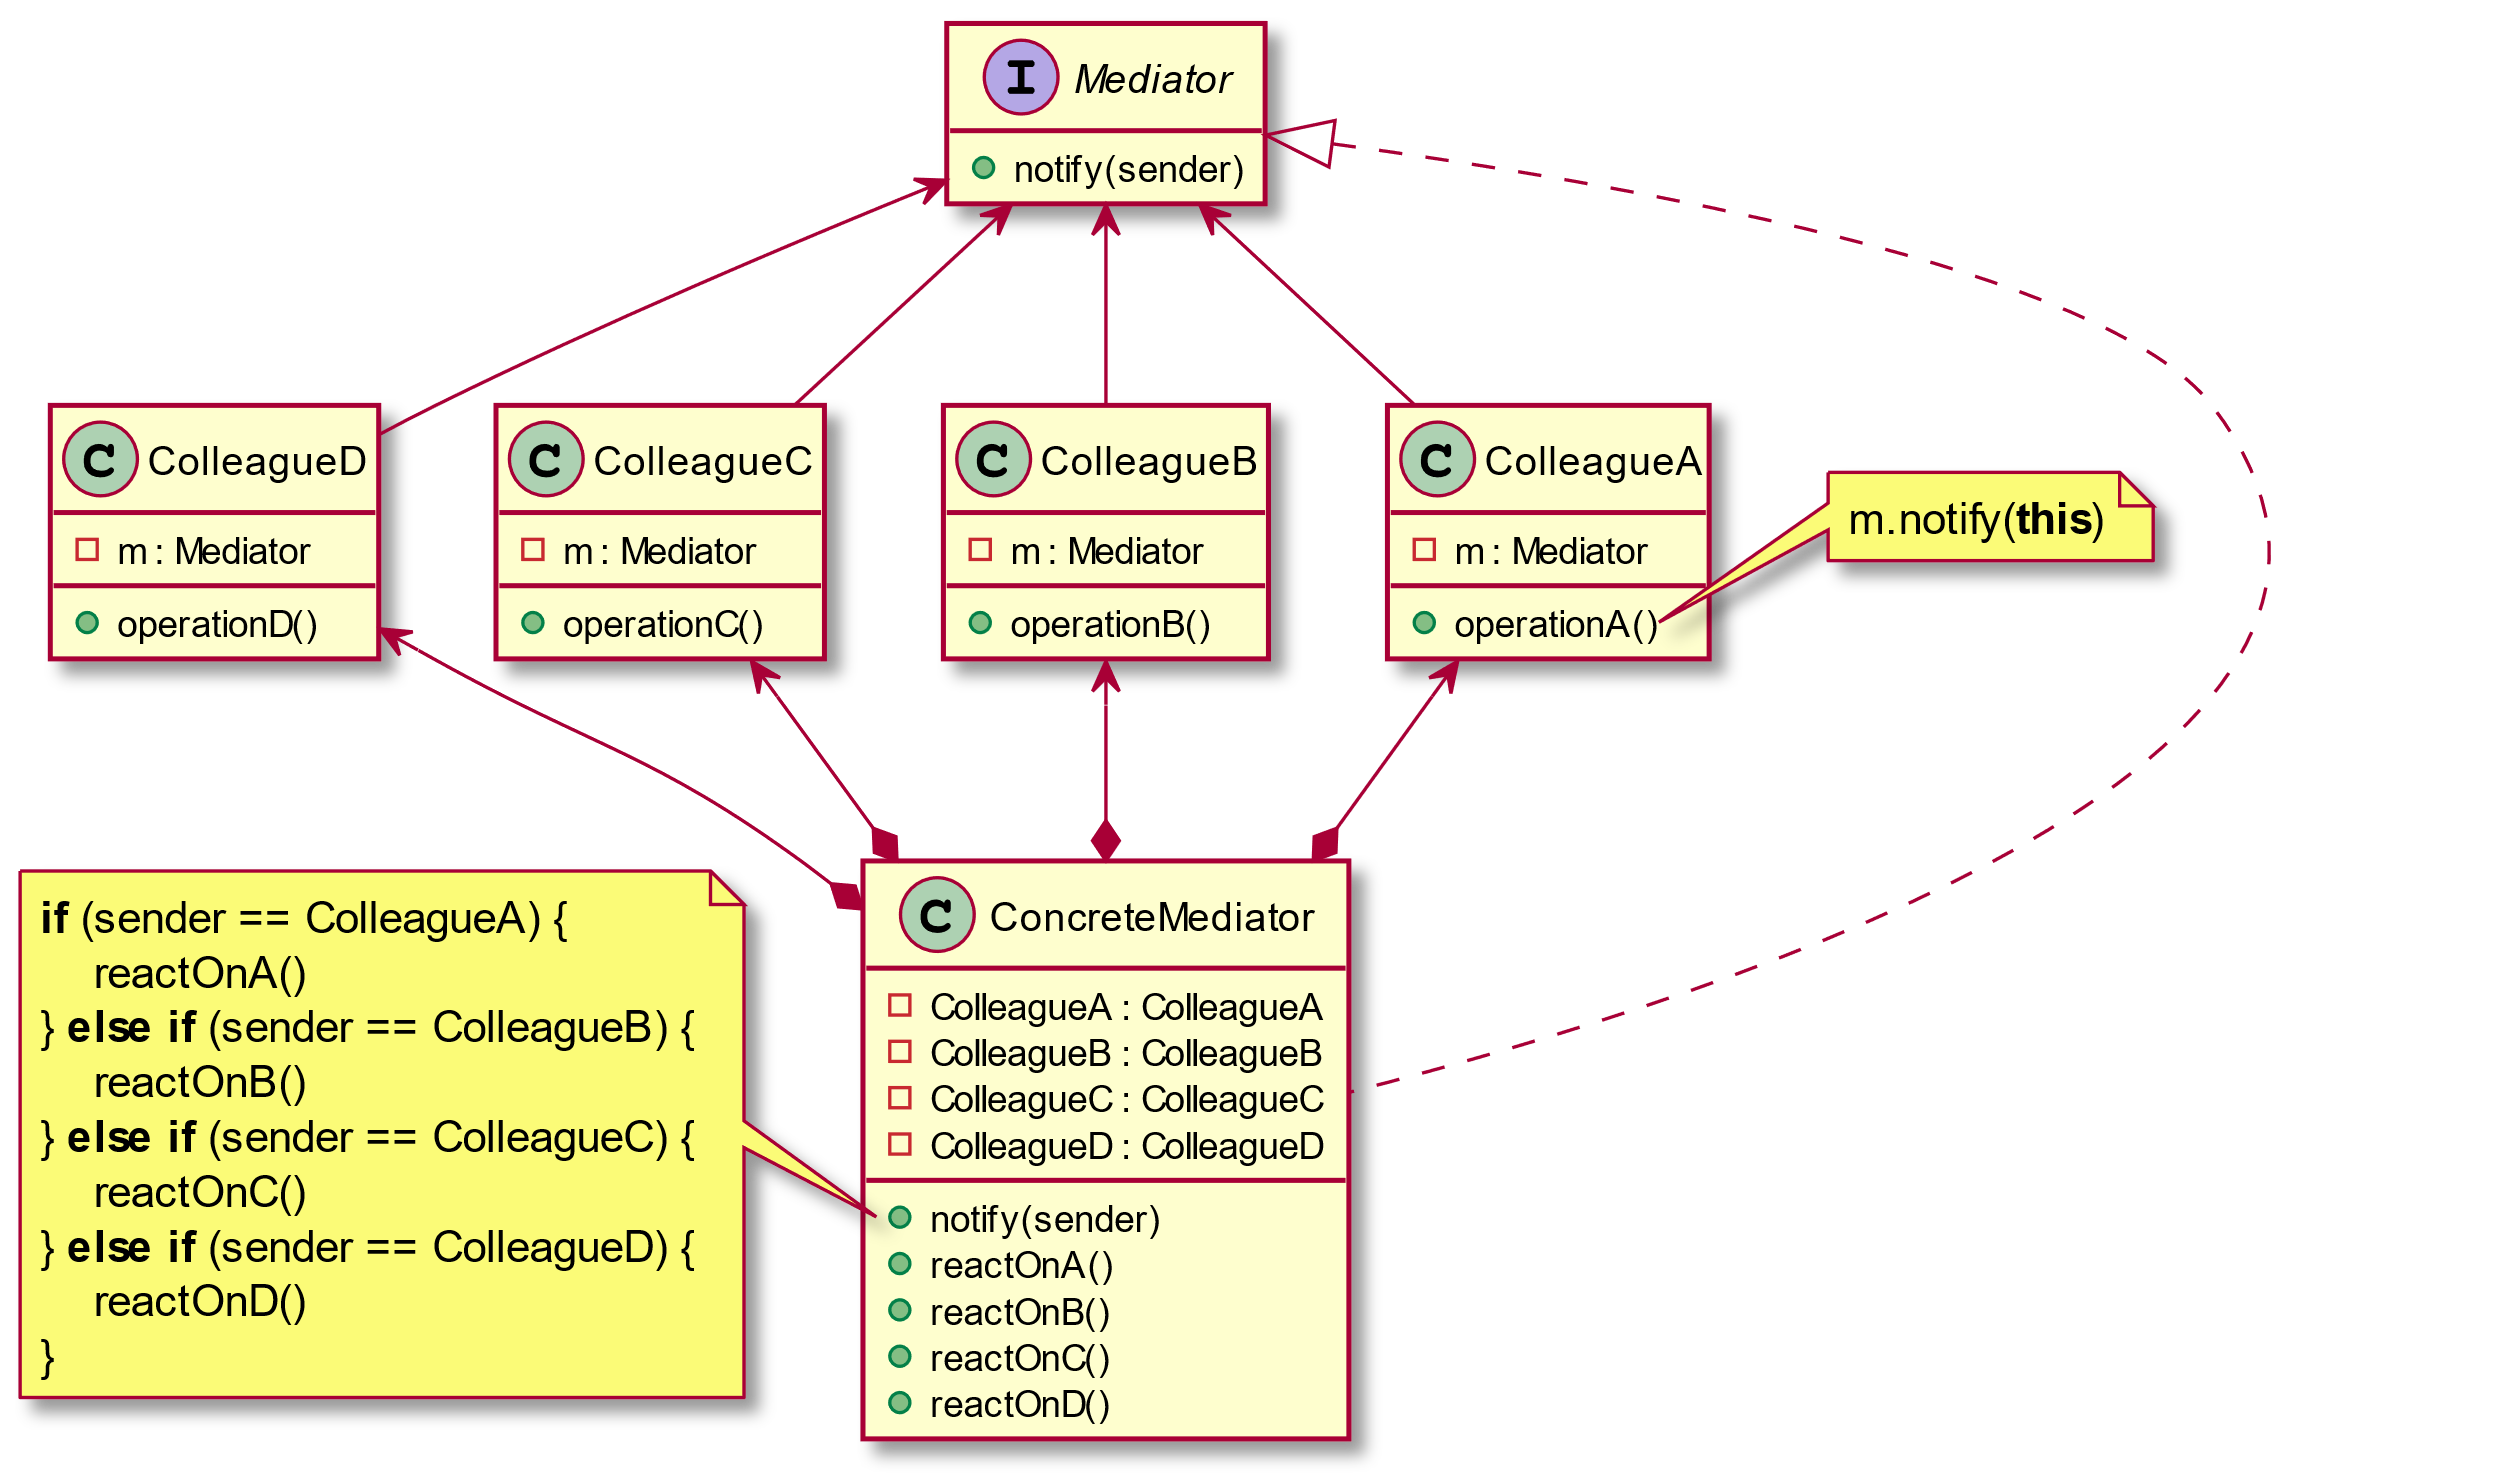 I Mediator
notify(sender)
C ColleagueD
m : Mediator
operationD()
C ColleagueC
m : Mediator
operationC()
C ColleagueB
m : Mediator
operationB()
C ColleagueA
m : Mediator
operationA()
m.notify(this)
if (sender == ColleagueA) {
reactOnA()
} else if (sender == ColleagueB) {
reactOnB()
} else if (sender == ColleagueC) {
reactOnC()
} else if (sender == ColleagueD) {
reactOnD()
}
C ConcreteMediator
ColleagueA : ColleagueA
ColleagueB : ColleagueB
ColleagueC : ColleagueC
ColleagueD : ColleagueD
notify(sender)
reactOnA()
reactOnB()
reactOnC()
reactOnD()